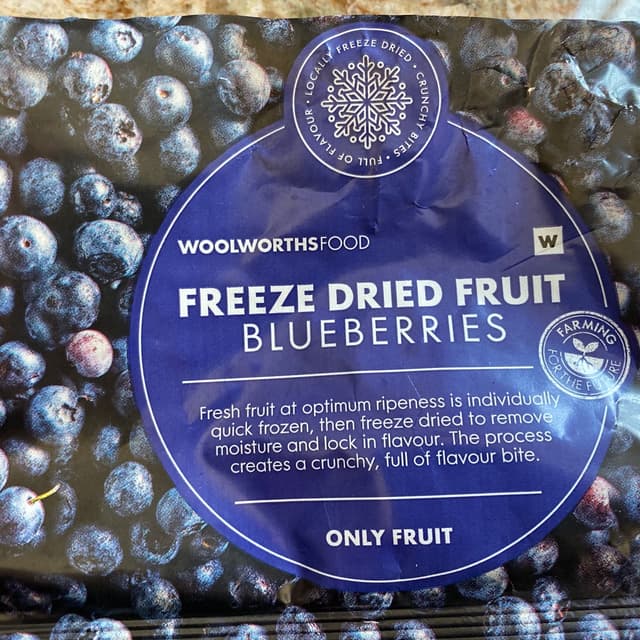 LOCALLY FREEZE DRIED • CRUNCHY BITES • FULL OF FLAVOUR •
WOOLWORTHSFOOD
W
FREEZE DRIED FRUIT
BLUEBERRIES
FARMING
FOR THE FUTURE
Fresh fruit at optimum ripeness is individually
quick frozen, then freeze dried to remove
moisture and lock in flavour. The process
creates a crunchy, full of flavour bite.
ONLY FRUIT